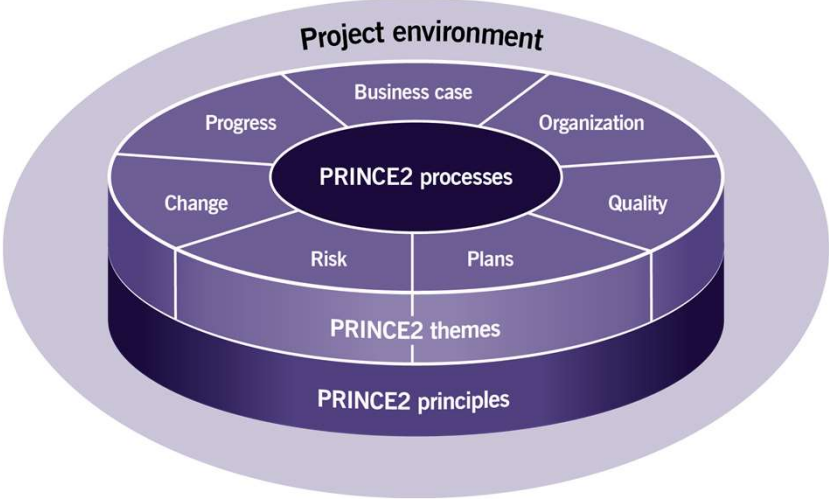 Project environment
Business case
Progress
Organization
PRINCE2 processes
Change
Quality
Risk
Plans
PRINCE2 themes
PRINCE2 principles